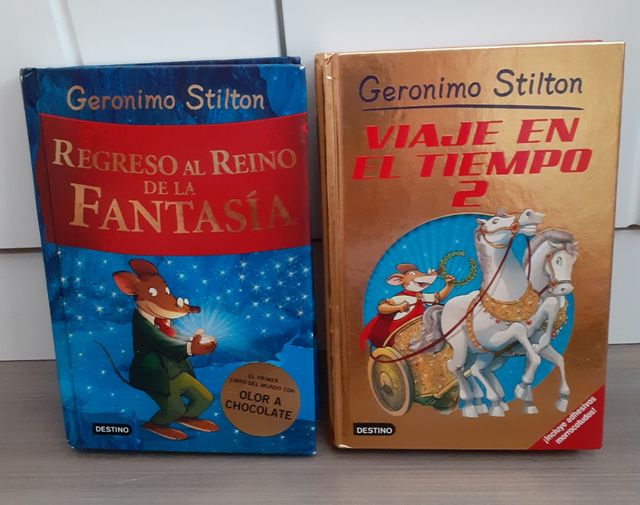 Geronimo Stilton
REGRESO AL REINO
DE LA
FANTASÍA
EL PRIMER
LIBRO DEL MUNDO CON
OLOR A
CHOCOLATE
DESTINO
Geronimo Stilton
VIAJE EN
EL TIEMPO
2
DESTINO
¡Incluye adhesivos
morrocotudos!